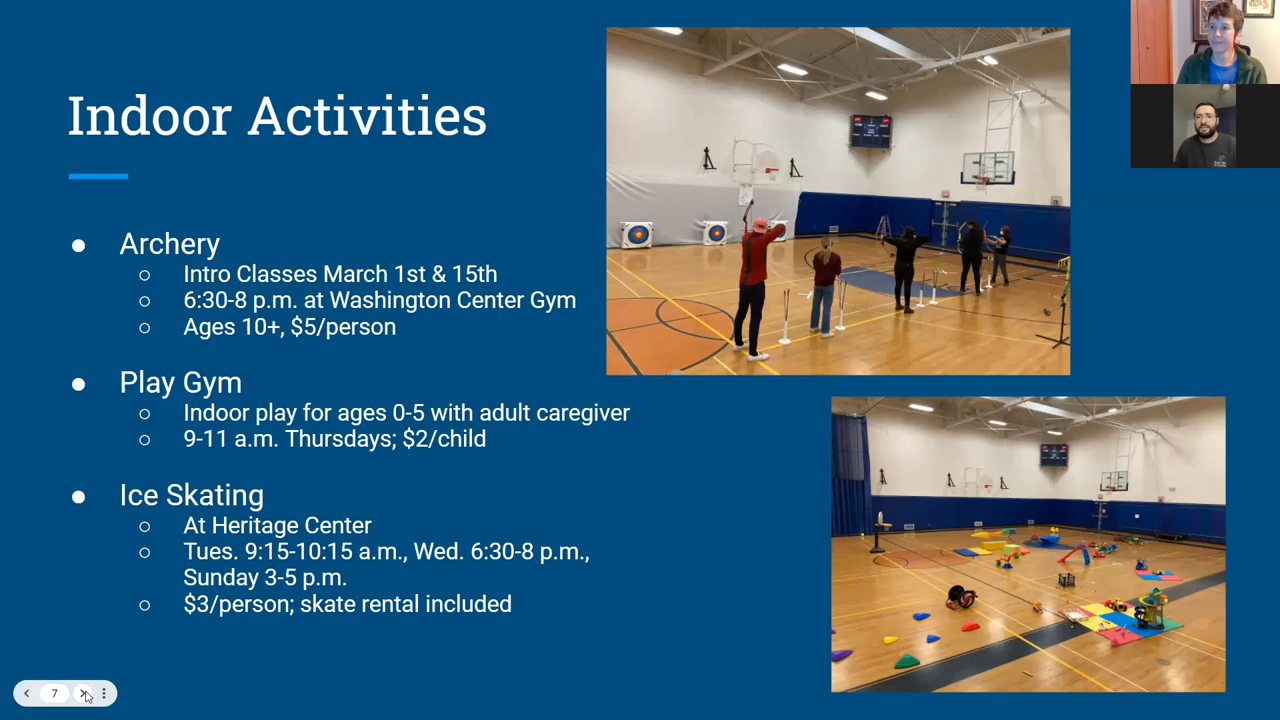 Indoor Activities
Archery
Intro Classes March 1st & 15th
6:30-8 p.m. at Washington Center Gym
Ages 10+, $5/person
Play Gym
Indoor play for ages 0-5 with adult caregiver
9-11 a.m. Thursdays; $2/child
Ice Skating
At Heritage Center
Tues. 9:15-10:15 a.m., Wed. 6:30-8 p.m.,
Sunday 3-5 p.m.
$3/person; skate rental included
7